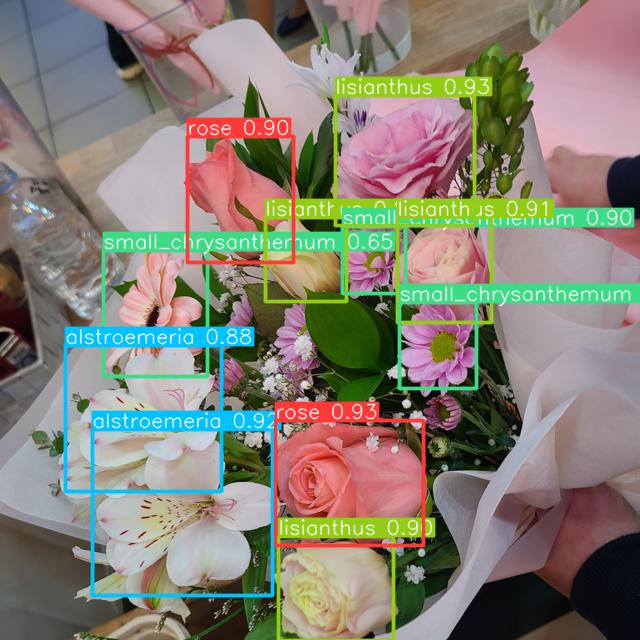 lisianthus 0.93
rose 0.90
lisianthus
small_chrysanthemum 0.90
lisianthus 0.91
small_chrysanthemum 0.65
small_chrysanthemum
alstroemeria 0.88
alstroemeria 0.92
rose 0.93
lisianthus 0.90